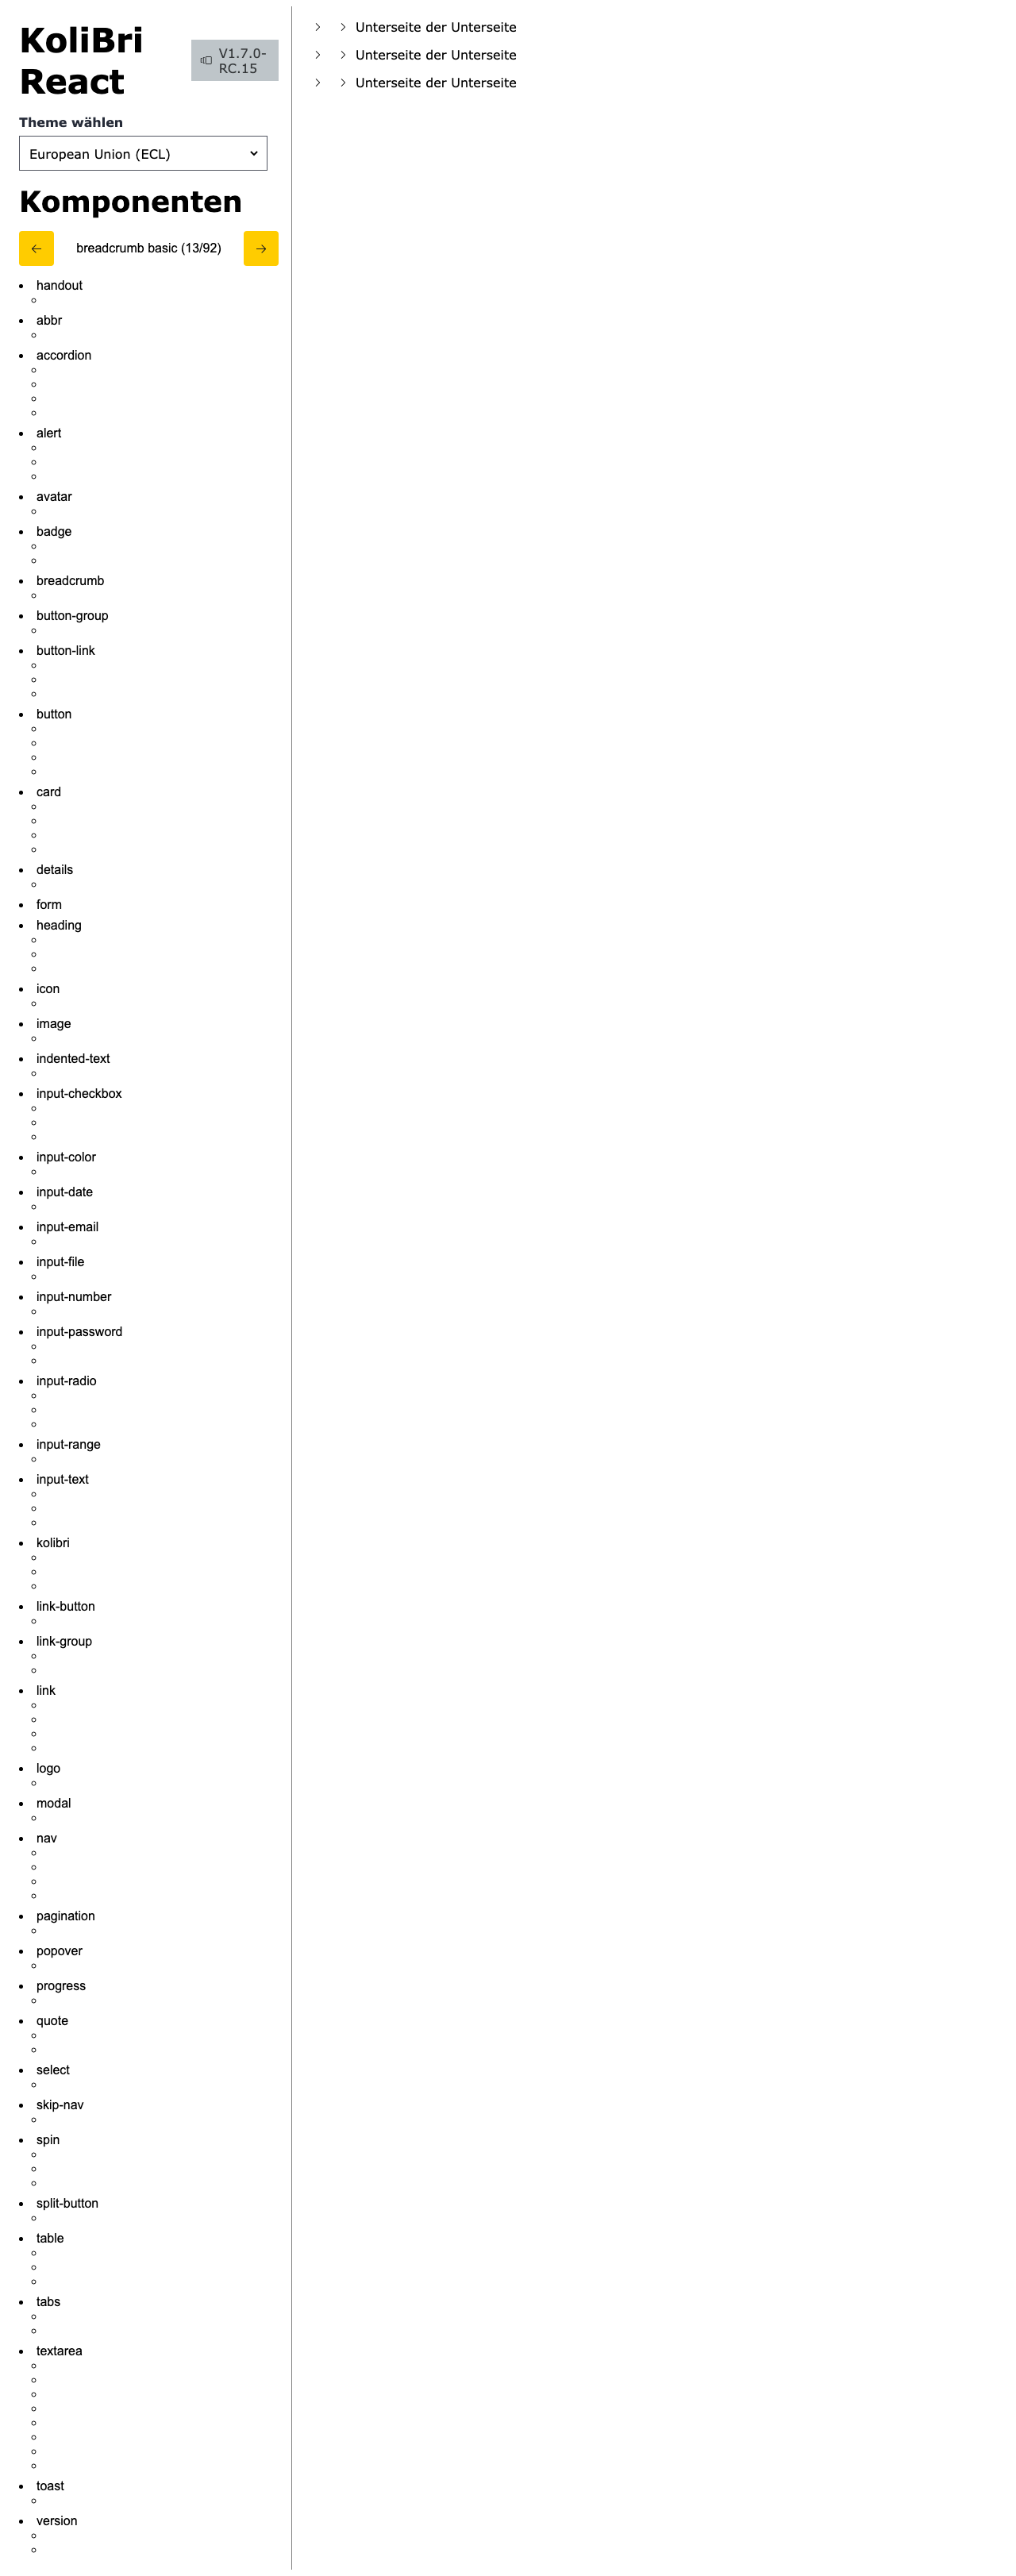 KoliBri
React
V1.7.0-
RC.15
Theme wählen
European Union (ECL)
Komponenten
breadcrumb basic (13/92)
handout
abbr
accordion
alert
avatar
badge
breadcrumb
button-group
button-link
button
card
details
form
heading
icon
image
indented-text
input-checkbox
input-color
input-date
input-email
input-file
input-number
input-password
input-radio
input-range
input-text
kolibri
link-button
link-group
link
logo
modal
nav
pagination
popover
progress
quote
select
skip-nav
spin
split-button
table
tabs
textarea
toast
version
Unterseite der Unterseite
Unterseite der Unterseite
Unterseite der Unterseite